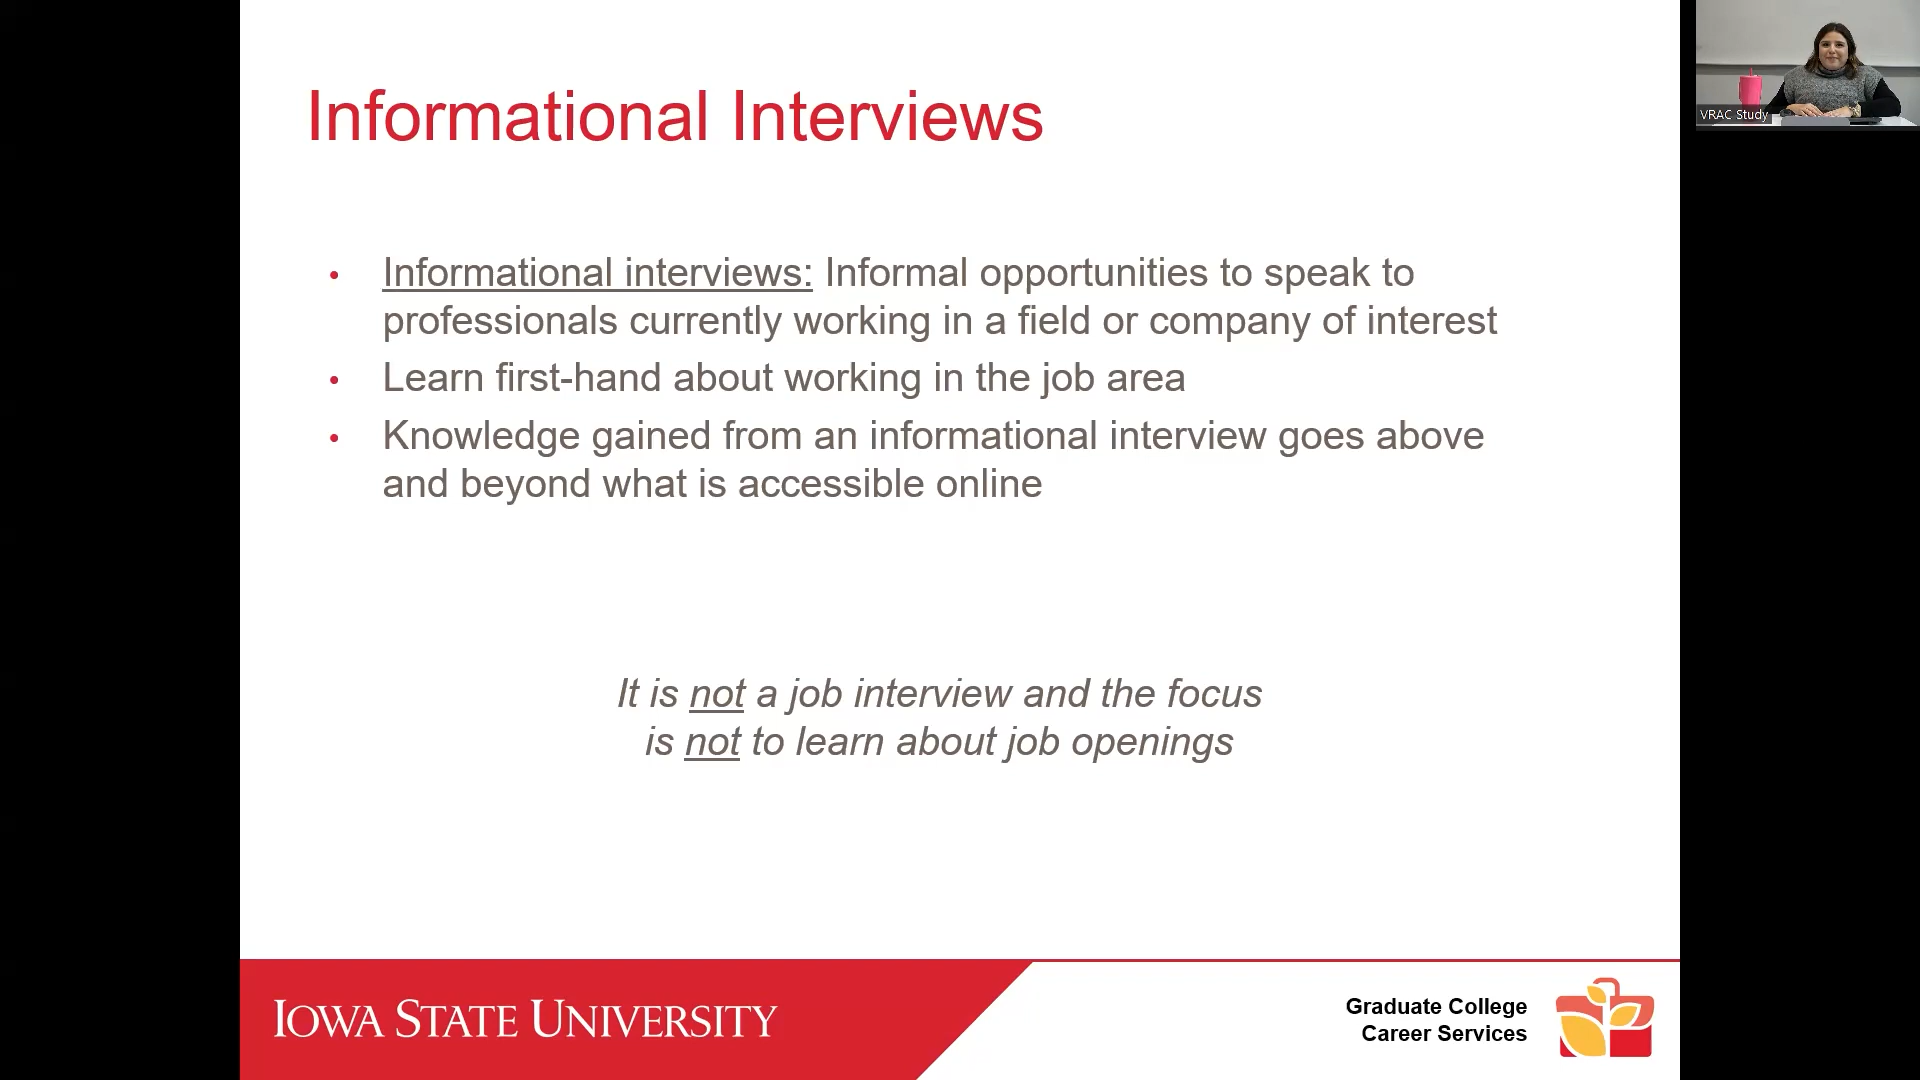 Informational Interviews
VRAC Study
• Informational interviews: Informal opportunities to speak to
professionals currently working in a field or company of interest
• Learn first-hand about working in the job area
• Knowledge gained from an informational interview goes above
and beyond what is accessible online
It is not a job interview and the focus
is not to learn about job openings
IOWA STATE UNIVERSITY
Graduate College
Career Services